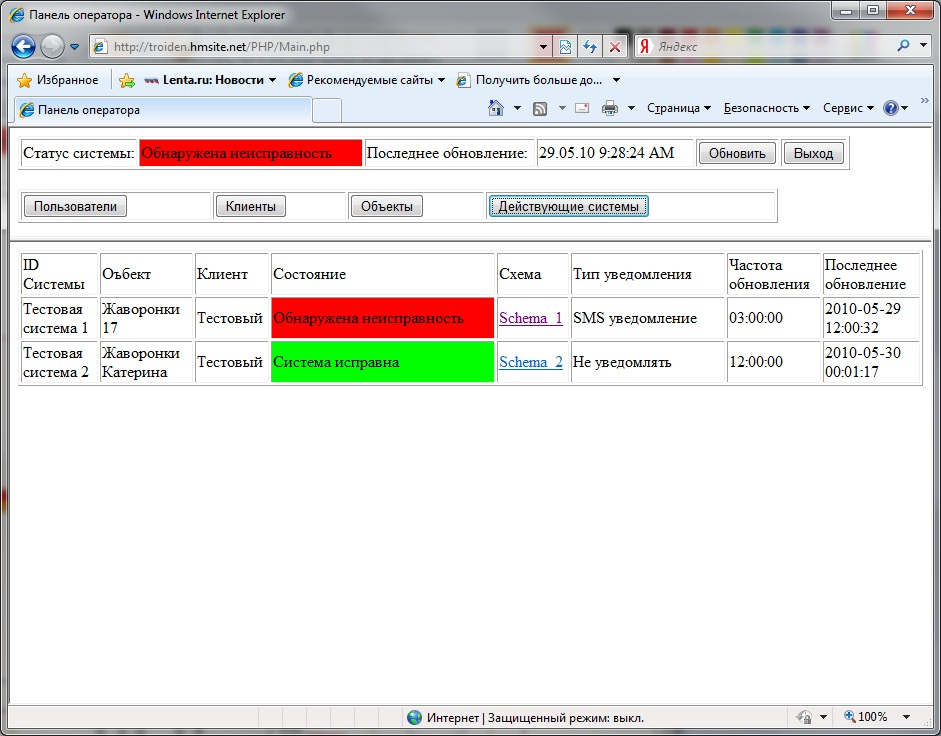 Панель оператора - Windows Internet Explorer
http://troiden.hmsite.net/PHP/Main.php
Я Яндекс
Избранное Lenta.ru: Новости Рекомендуемые сайты Получить больше до...
Панель оператора
Страница Безопасность Сервис
Статус системы: Обнаружена неисправность Последнее обновление: 29.05.10 9:28:24 AM Обновить Выход
Пользователи Клиенты Объекты Действующие системы
ID Системы Оъбект Клиент Состояние Схема Тип уведомления Частота обновления Последнее обновление
Тестовая система 1 Жаворонки 17 Тестовый Обнаружена неисправность Schema_1 SMS уведомление 03:00:00 2010-05-29 12:00:32
Тестовая система 2 Жаворонки Катерина Тестовый Система исправна Schema_2 Не уведомлять 12:00:00 2010-05-30 00:01:17
Интернет | Защищенный режим: выкл. 100%